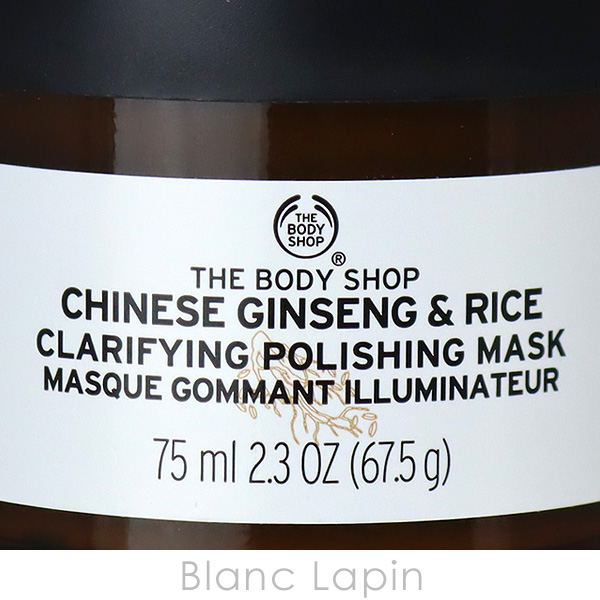 THE
BODY
SHOP
®
THE BODY SHOP
CHINESE GINSENG & RICE
CLARIFYING POLISHING MASK
MASQUE GOMMANT ILLUMINATEUR
75 ml 2.3 OZ (67.5 g)
Blanc Lapin